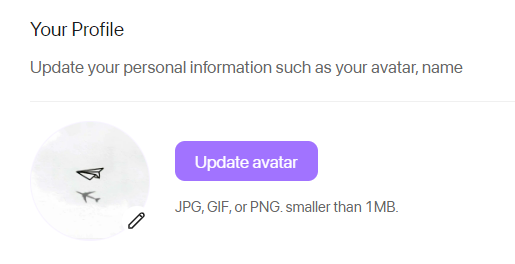 Your Profile
Update your personal information such as your avatar, name
Update avatar
JPG, GIF, or PNG. smaller than 1MB.